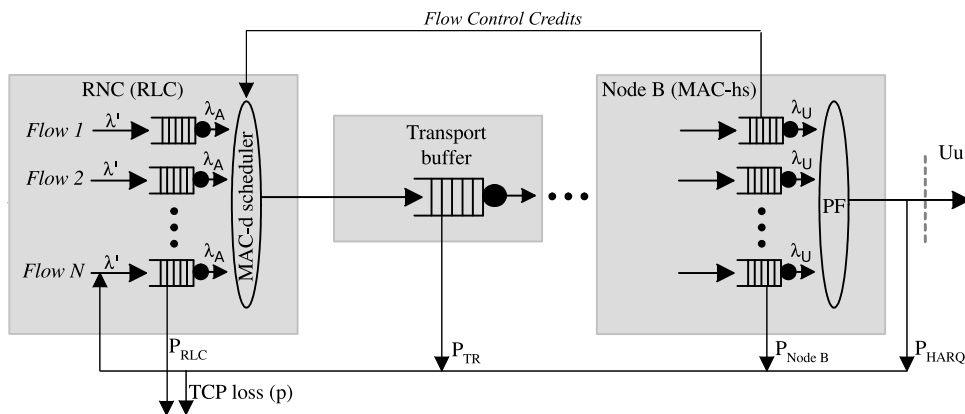 Flow Control Credits
RNC (RLC)
Flow 1
λ'
λA
Flow 2
λ'
λA
Flow N
λ'
λA
MAC-d scheduler
Transport
buffer
Node B (MAC-hs)
λU
λU
λU
PF
Uu
PRLC
PTR
PNode B
PHARQ
TCP loss (p)